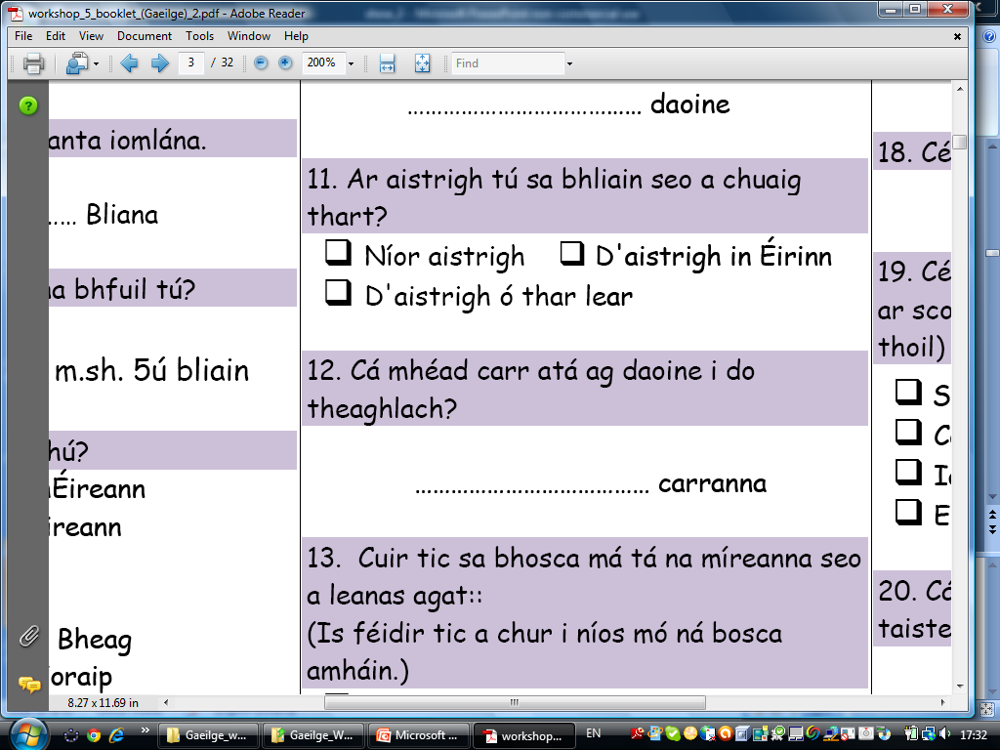 workshop_5_booklet_(Gaeilge)_2.pdf - Adobe Reader
File Edit View Document Tools Window Help
3 / 32 200% Find
anta iomlána.
..... Bliana
na bhfuil tú?
m.sh. 5ú bliain
hú?
Éireann
ireann
Bheag
oraip
.......................................... daoine
11. Ar aistrigh tú sa bhliain seo a chuaig
thart?
Níor aistrigh D'aistrigh in Éirinn
D'aistrigh ó thar lear
12. Cá mhéad carr atá ag daoine i do
theaghlach?
.......................................... carranna
13. Cuir tic sa bhosca má tá na míreanna seo
a leanas agat::
(Is féidir tic a chur i níos mó ná bosca
amháin.)
18. Cé
19. Cé
ar sco
thoil)
S
E
20.
taiste
8.27 x 11.69 in
Gaeilge_w... Gaeilge_W... Microsoft ... workshop... EN 17:32